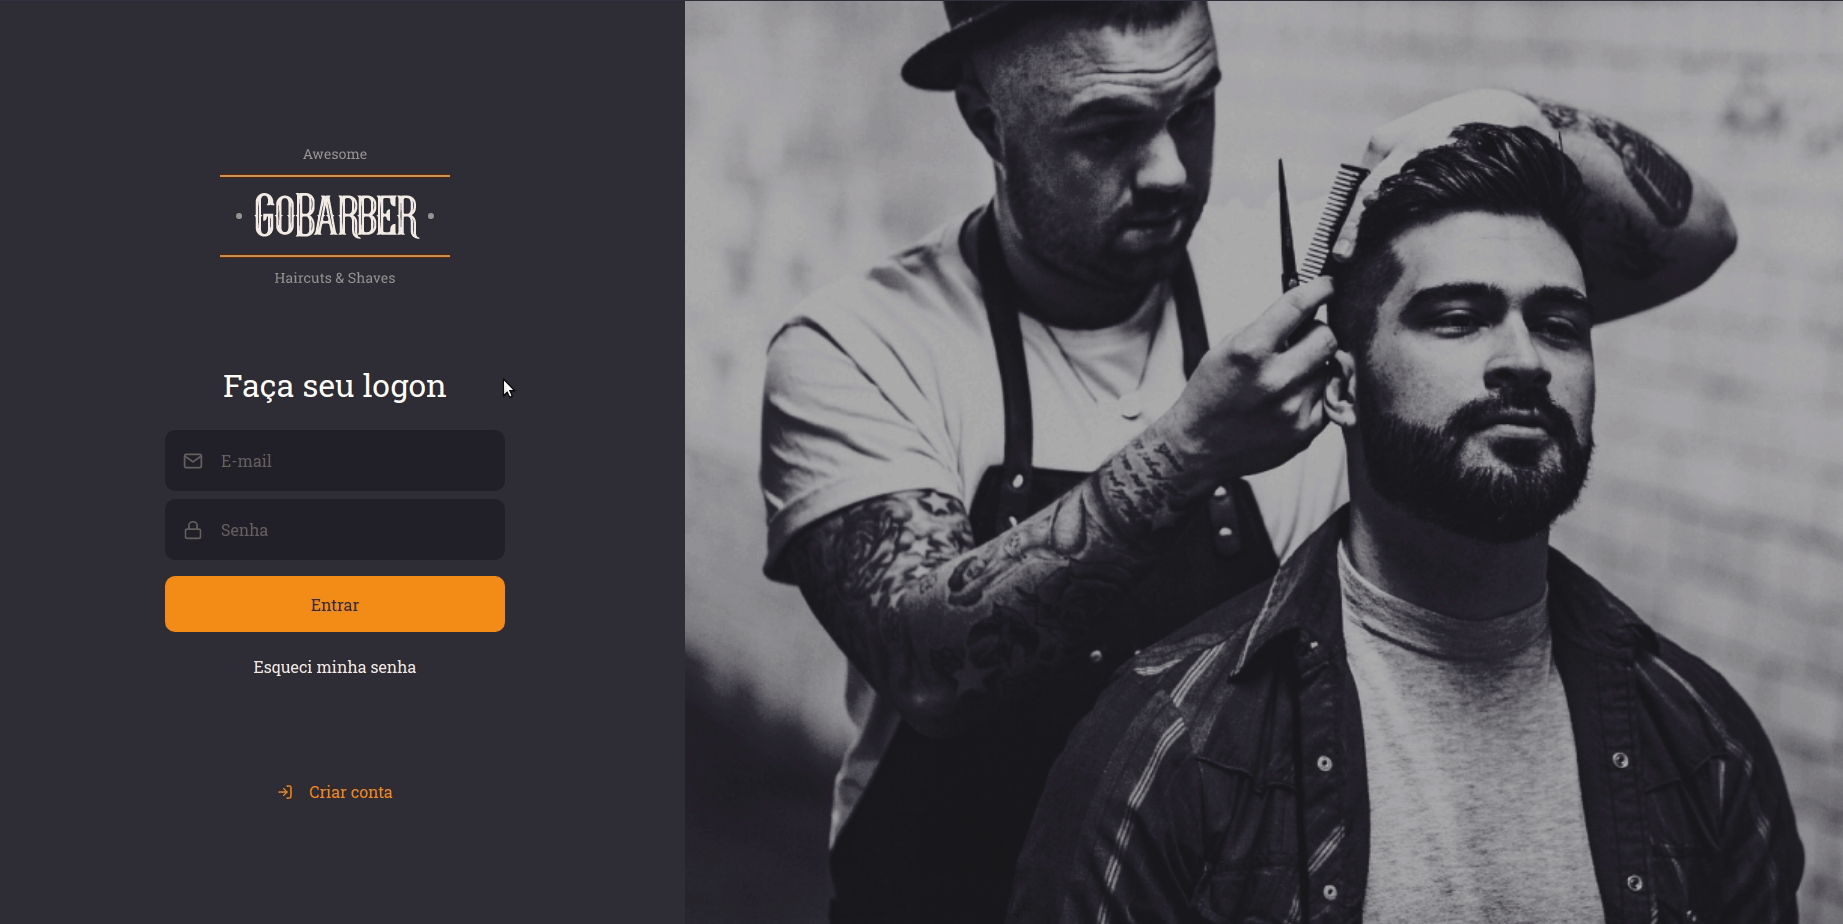 Awesome
GOBARBER
Haircuts & Shaves
Faça seu logon
E-mail
Senha
Entrar
Esqueci minha senha
Criar conta